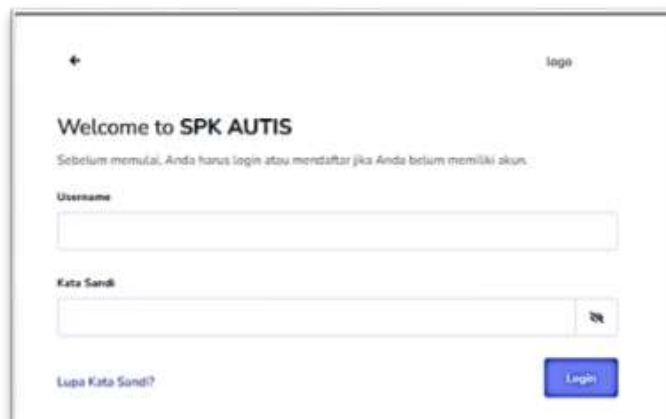 logo
Welcome to SPK AUTIS
Sebelum memulai, Anda harus login atau mendaftar jika Anda belum memiliki akun.
Username
Kata Sandi
Lupa Kata Sandi?
Login